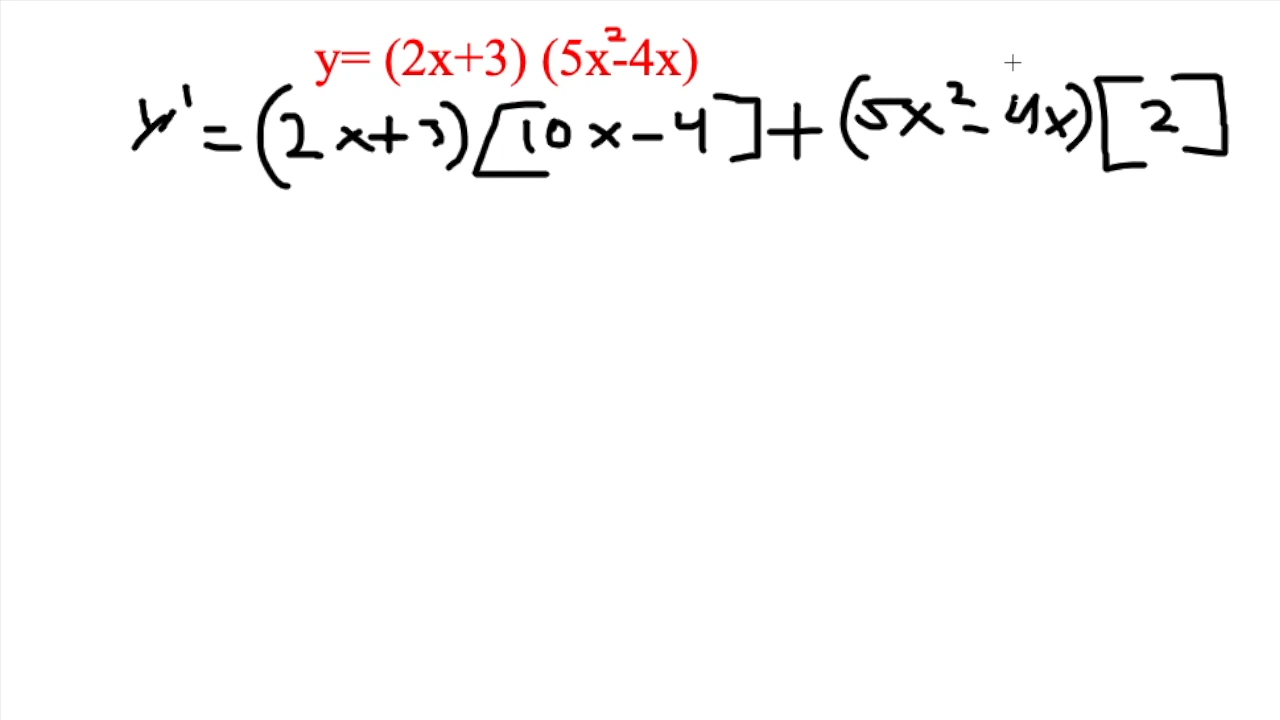 y= (2x+3) (5x²-4x)
y' = (2x+3)[10x-4]+(5x²-4x)[2]